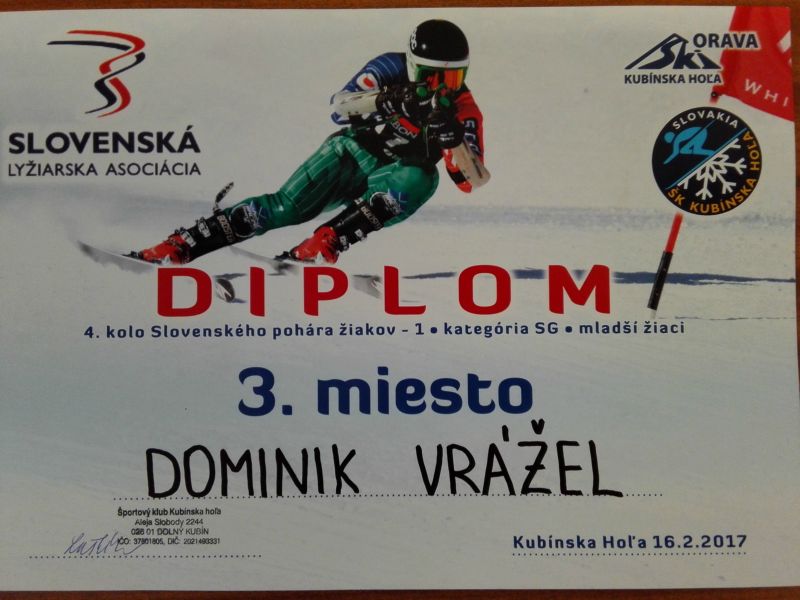 SLOVENSKÁ
LYŽIARSKA ASOCIÁCIA
ORAVA
SKI
KUBÍNSKA HOĽA
WHI
SLOVAKIA
ŠK KUBÍNSKA HOĽA
DIPLOM
4. kolo Slovenského pohára žiakov - 1 • kategória SG • mladší žiaci
3. miesto
DOMINIK VRÁŽEL
Športový klub Kubínska hoľa
Aleja Slobody 2244
026 01 DOLNÝ KUBÍN
IČO: 37801805, DIČ: 2021493331
Kubínska Hoľa 16.2.2017